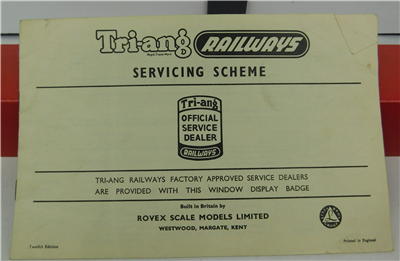 Tri-ang RAILWAYS
SERVICING SCHEME
Tri-ang
OFFICIAL
SERVICE
DEALER
RAILWAYS
TRI-ANG RAILWAYS FACTORY APPROVED SERVICE DEALERS
ARE PROVIDED WITH THIS WINDOW DISPLAY BADGE
Built in Britain by
ROVEX SCALE MODELS LIMITED
WESTWOOD, MARGATE, KENT
Twelfth Edition
Printed in England